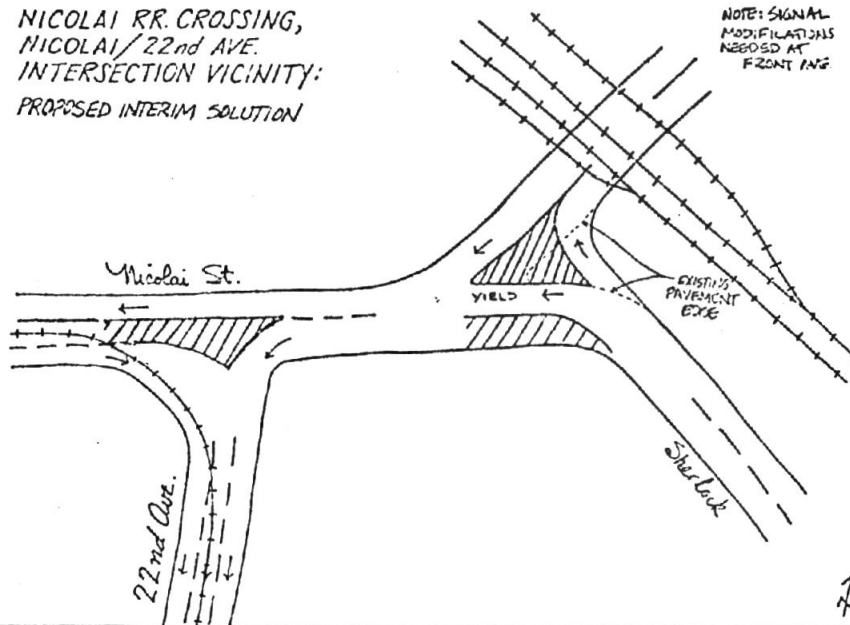 NICOLAI RR. CROSSING,
NICOLAI/22nd AVE.
INTERSECTION VICINITY:
PROPOSED INTERIM SOLUTION
NOTE: SIGNAL
MODIFICATIONS
NEEDED AT
FRONT AVE.
Nicolai St.
YIELD
EXISTING
PAVEMENT
EDGE
Sherlock
22nd Ave.